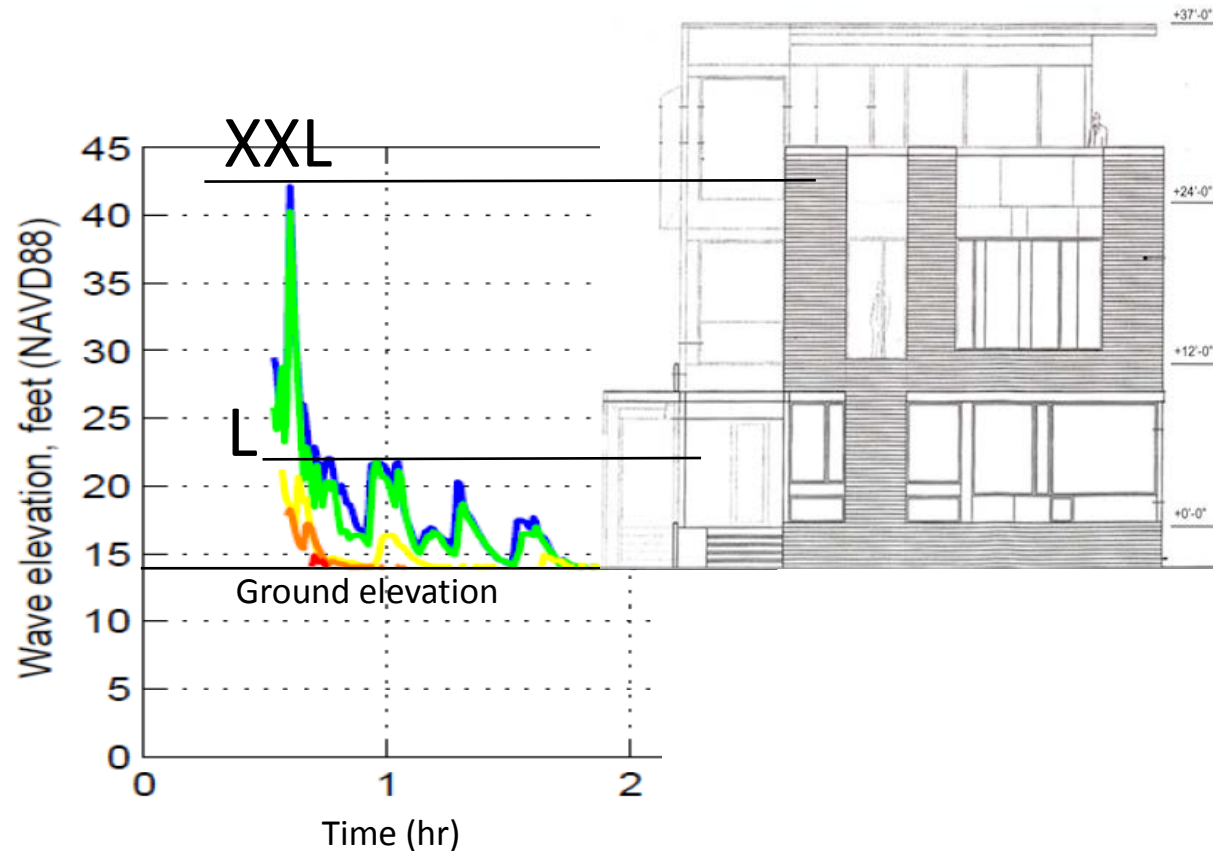 +37'-0"
XXL
45
+24'-0"
40
35
30
+12'-0"
25
L
20
+0'-0"
15
Ground elevation
10
5
0
0 1 2
Time (hr)
Wave elevation, feet (NAVD88)